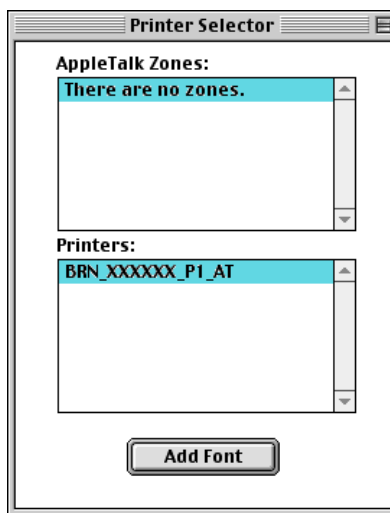 Printer Selector
AppleTalk Zones:
There are no zones.
Printers:
BRN_XXXXXX_P1_AT
Add Font